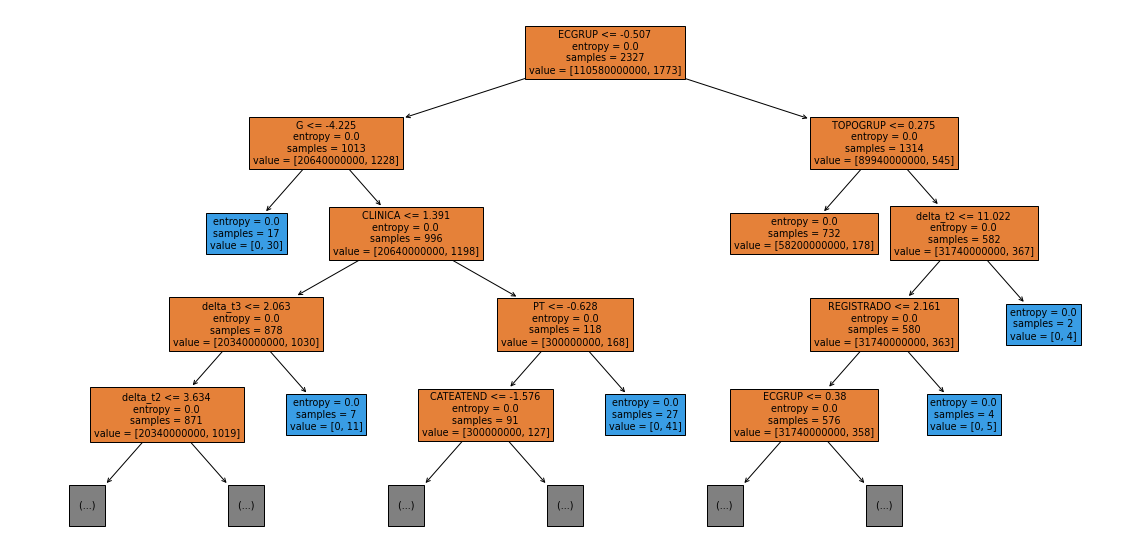 ECGRUP <= -0.507
entropy = 0.0
samples = 2327
value = [110580000000, 1773]
G <= -4.225
entropy = 0.0
samples = 1013
value = [20640000000, 1228]
TOPOGRUP <= 0.275
entropy = 0.0
samples = 1314
value = [89940000000, 545]
entropy = 0.0
samples = 17
value = [0, 30]
CLINICA <= 1.391
entropy = 0.0
samples = 996
value = [20640000000, 1198]
entropy = 0.0
samples = 732
value = [58200000000, 178]
delta_t2 <= 11.022
entropy = 0.0
samples = 582
value = [31740000000, 367]
delta_t3 <= 2.063
entropy = 0.0
samples = 878
value = [20340000000, 1030]
PT <= -0.628
entropy = 0.0
samples = 118
value = [300000000, 168]
REGISTRADO <= 2.161
entropy = 0.0
samples = 580
value = [31740000000, 363]
entropy = 0.0
samples = 2
value = [0, 4]
delta_t2 <= 3.634
entropy = 0.0
samples = 871
value = [20340000000, 1019]
entropy = 0.0
samples = 7
value = [0, 11]
CATEATEND <= -1.576
entropy = 0.0
samples = 91
value = [300000000, 127]
entropy = 0.0
samples = 27
value = [0, 41]
ECGRUP <= 0.38
entropy = 0.0
samples = 576
value = [31740000000, 358]
entropy = 0.0
samples = 4
value = [0, 5]
(...)
(...)
(...)
(...)
(...)
(...)